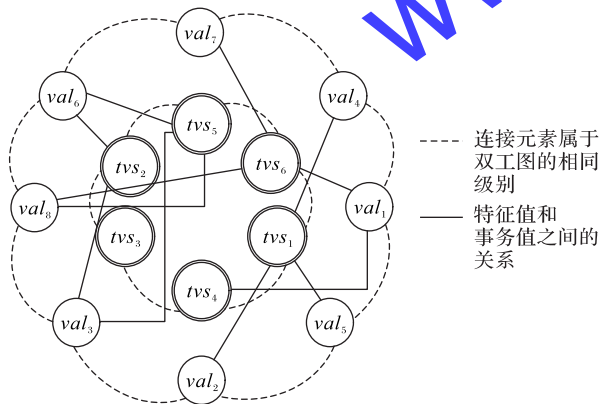 val₇
val₆
val₄
tvs₅
tvs₂
tvs₆
val₈
val₁
tvs₃
tvs₁
tvs₄
val₃
val₅
val₂
连接元素属于
双工图的相同
级别
特征值和
事务值之间的
关系